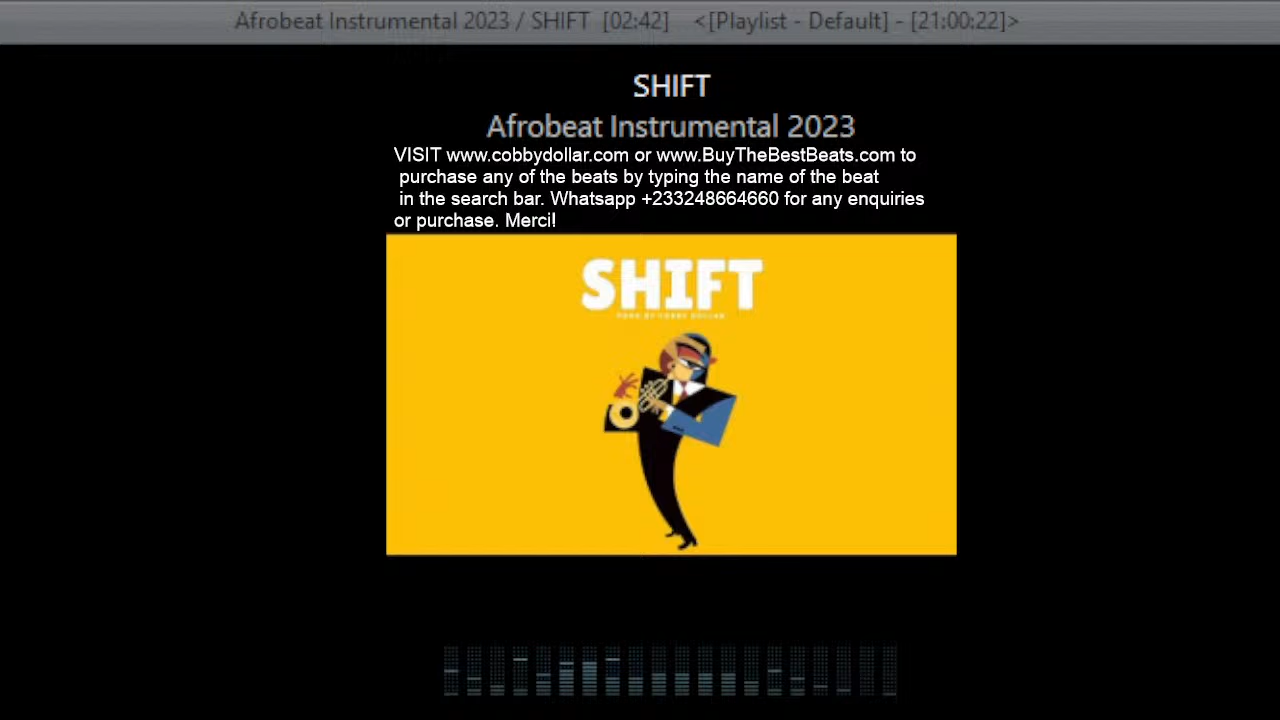 Afrobeat Instrumental 2023 / SHIFT [02:42] <[Playlist - Default] - [21:00:22]>
SHIFT
Afrobeat Instrumental 2023
VISIT www.cobbydollar.com or www.BuyTheBestBeats.com to
purchase any of the beats by typing the name of the beat
in the search bar. Whatsapp +233248664660 for any enquiries
or purchase. Merci!
SHIFT